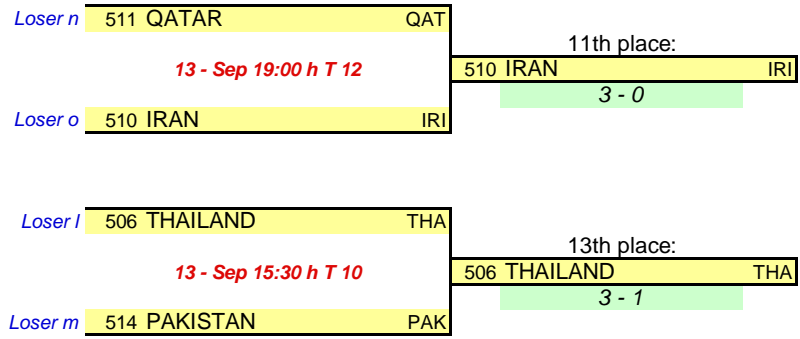 Loser n 511 QATAR QAT
11th place:
13 - Sep 19:00 h T 12 510 IRAN IRI
3 - 0
Loser o 510 IRAN IRI
Loser l 506 THAILAND THA
13th place:
13 - Sep 15:30 h T 10 506 THAILAND THA
3 - 1
Loser m 514 PAKISTAN PAK